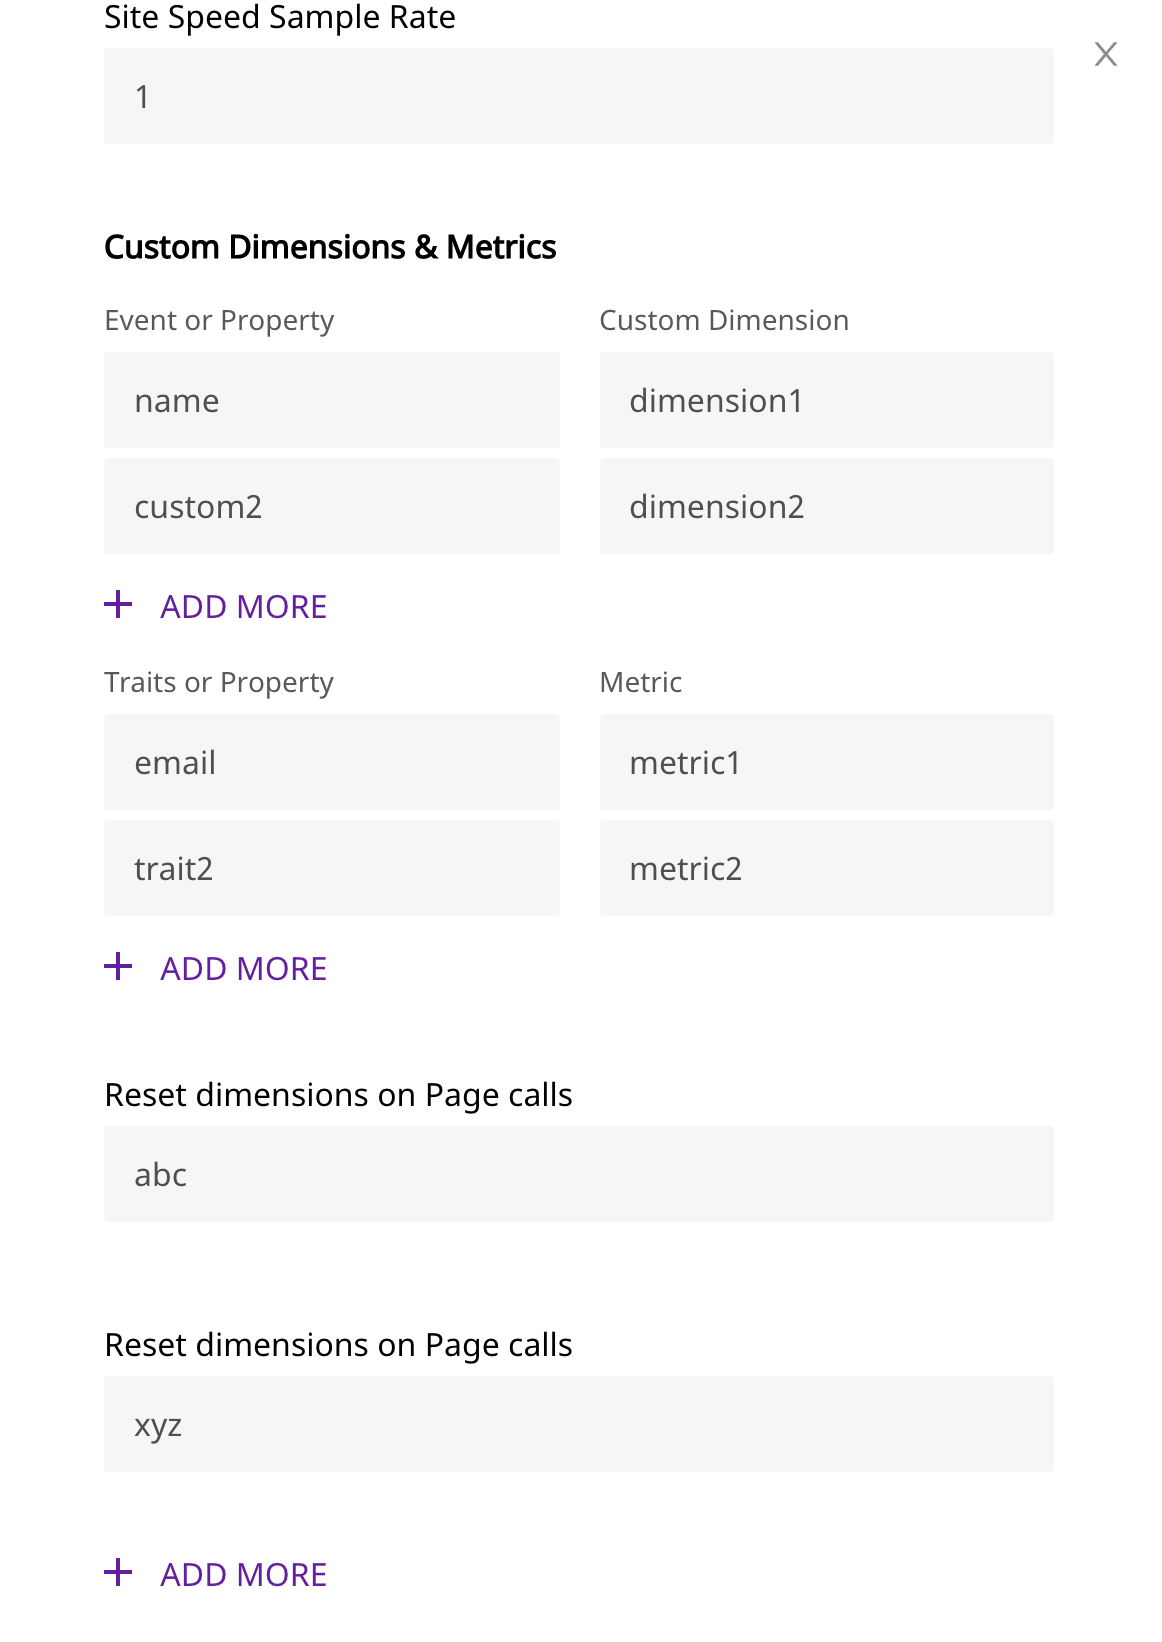 Site Speed Sample Rate
X
1
Custom Dimensions & Metrics
Event or Property Custom Dimension
name dimension1
custom2 dimension2
+ ADD MORE
Traits or Property Metric
email metric1
trait2 metric2
+ ADD MORE
Reset dimensions on Page calls
abc
Reset dimensions on Page calls
xyz
+ ADD MORE